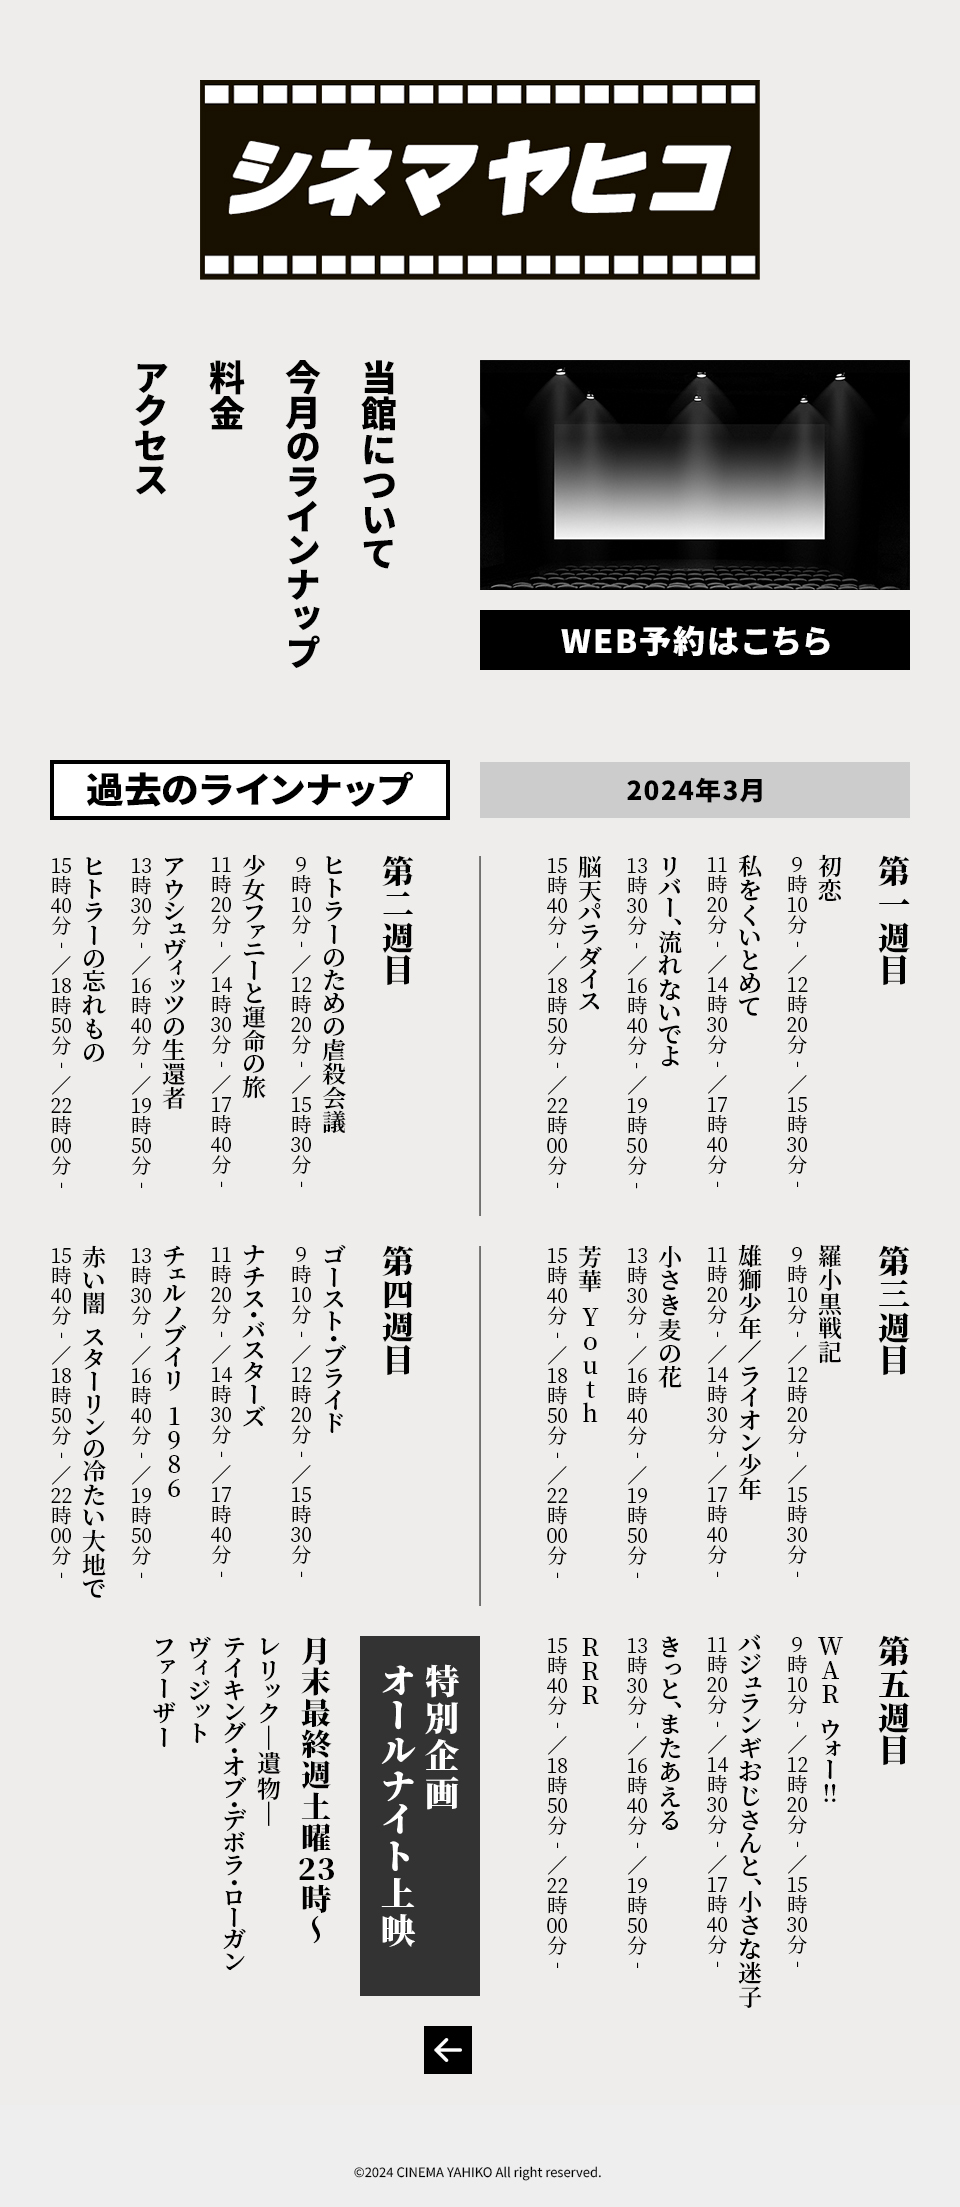 シネマヤヒコ
当館について
今月のラインナップ
料金
アクセス
WEB予約はこちら
過去のラインナップ
2024年3月
第一週目
初恋
9時10分 - ／12時20分 - ／15時30分 -
私をくいとめて
11時20分 - ／14時30分 - ／17時40分 -
リバー、流れないでよ
13時30分 - ／16時40分 - ／19時50分 -
脳天パラダイス
15時40分 - ／18時50分 - ／22時00分 -
第二週目
ヒトラーのための虐殺会議
9時10分 - ／12時20分 - ／15時30分 -
少女ファニーと運命の旅
11時20分 - ／14時30分 - ／17時40分 -
アウシュヴィッツの生還者
13時30分 - ／16時40分 - ／19時50分 -
ヒトラーの忘れもの
15時40分 - ／18時50分 - ／22時00分 -
第三週目
羅小黒戦記
9時10分 - ／12時20分 - ／15時30分 -
雄獅少年／ライオン少年
11時20分 - ／14時30分 - ／17時40分 -
小さき麦の花
13時30分 - ／16時40分 - ／19時50分 -
芳華 Youth
15時40分 - ／18時50分 - ／22時00分 -
第四週目
ゴースト・ブライド
9時10分 - ／12時20分 - ／15時30分 -
ナチス・バスターズ
11時20分 - ／14時30分 - ／17時40分 -
チェルノブイリ 1986
13時30分 - ／16時40分 - ／19時50分 -
赤い闇 スターリンの冷たい大地で
15時40分 - ／18時50分 - ／22時00分 -
第五週目
WAR ウォー!!
9時10分 - ／12時20分 - ／15時30分 -
バジュランギおじさんと、小さな迷子
11時20分 - ／14時30分 - ／17時40分 -
きっと、またあえる
13時30分 - ／16時40分 - ／19時50分 -
RRR
15時40分 - ／18時50分 - ／22時00分 -
特別企画
オールナイト上映
月末最終週土曜23時〜
レリック―遺物―
テイキング・オブ・デボラ・ローガン
ヴィジット
ファーザー
©2024 CINEMA YAHIKO All right reserved.